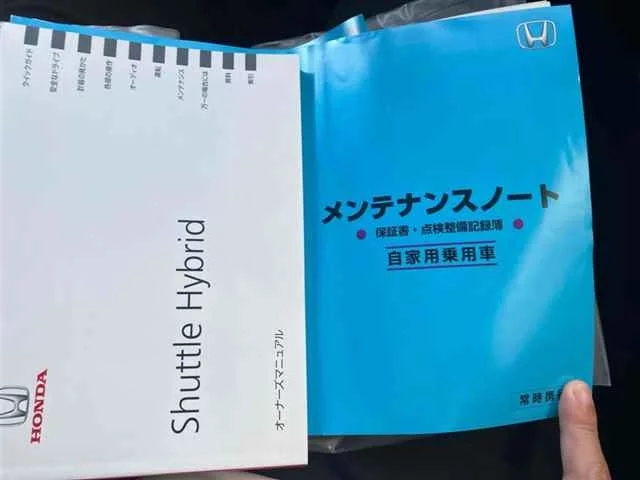 クイックガイド
安全なドライブ
計器の見かた
各部の操作
オーディオ
運転
メンテナンス
万一の場合には
資料
索引
Shuttle Hybrid
オーナーズマニュアル
HONDA
メンテナンスノート
保証書・点検整備記録簿
自家用乗用車
常時携